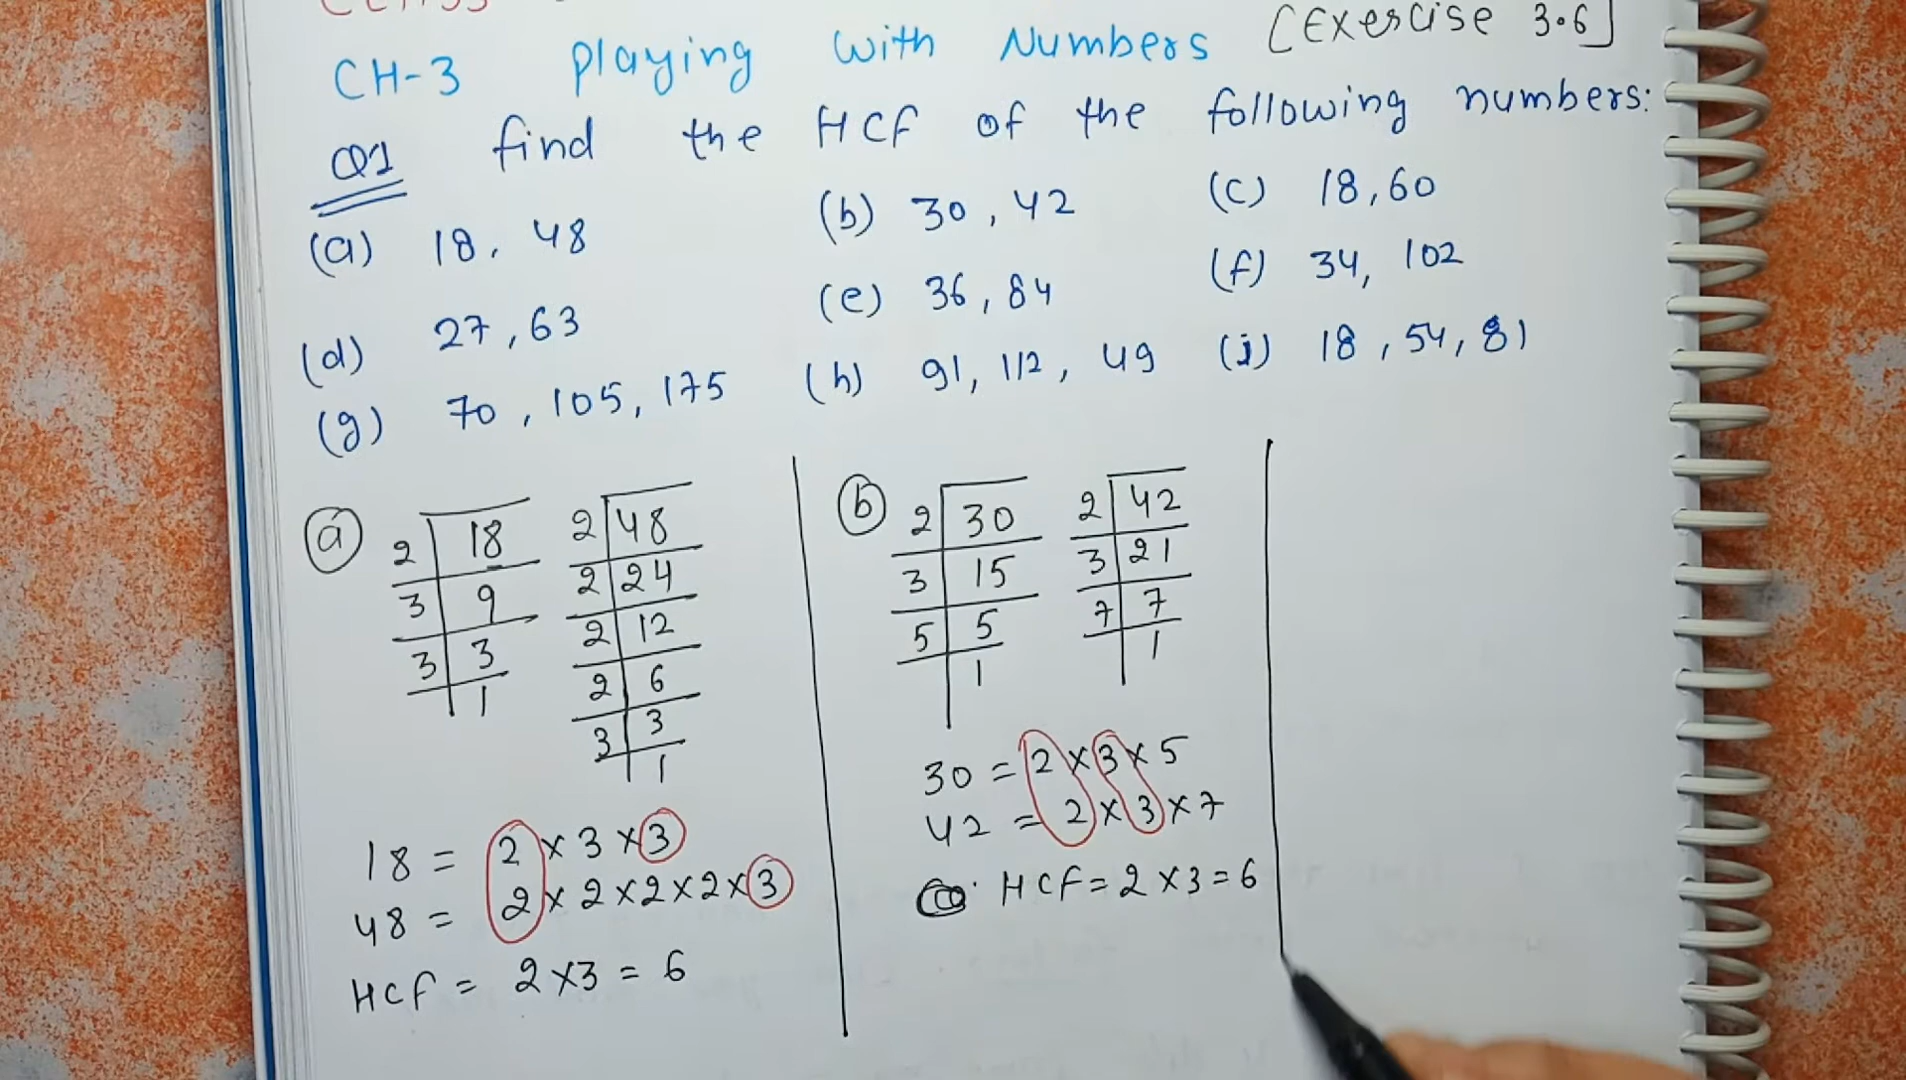 CH-3 Playing with Numbers [Exercise 3.6]
Q1 find the HCF of the following numbers:
(a) 18, 48 (b) 30, 42 (c) 18, 60
(d) 27, 63 (e) 36, 84 (f) 34, 102
(g) 70, 105, 175 (h) 91, 112, 49 (i) 18, 54, 81
(a)
2 18
3 9
3 3
1
2 48
2 24
2 12
2 6
3 3
1
18 = 2 × 3 × 3
48 = 2 × 2 × 2 × 2 × 3
HCF = 2 × 3 = 6
(b)
2 30
3 15
5 5
1
2 42
3 21
7 7
1
30 = 2 × 3 × 5
42 = 2 × 3 × 7
HCF = 2 × 3 = 6